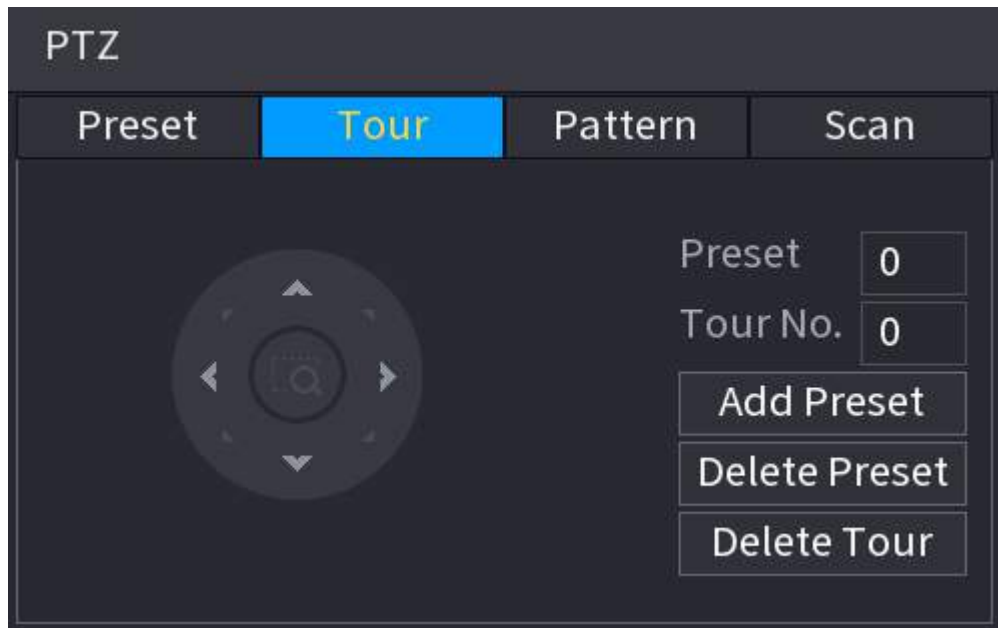 PTZ
Preset Tour Pattern Scan
Preset 0
Tour No. 0
Add Preset
Delete Preset
Delete Tour